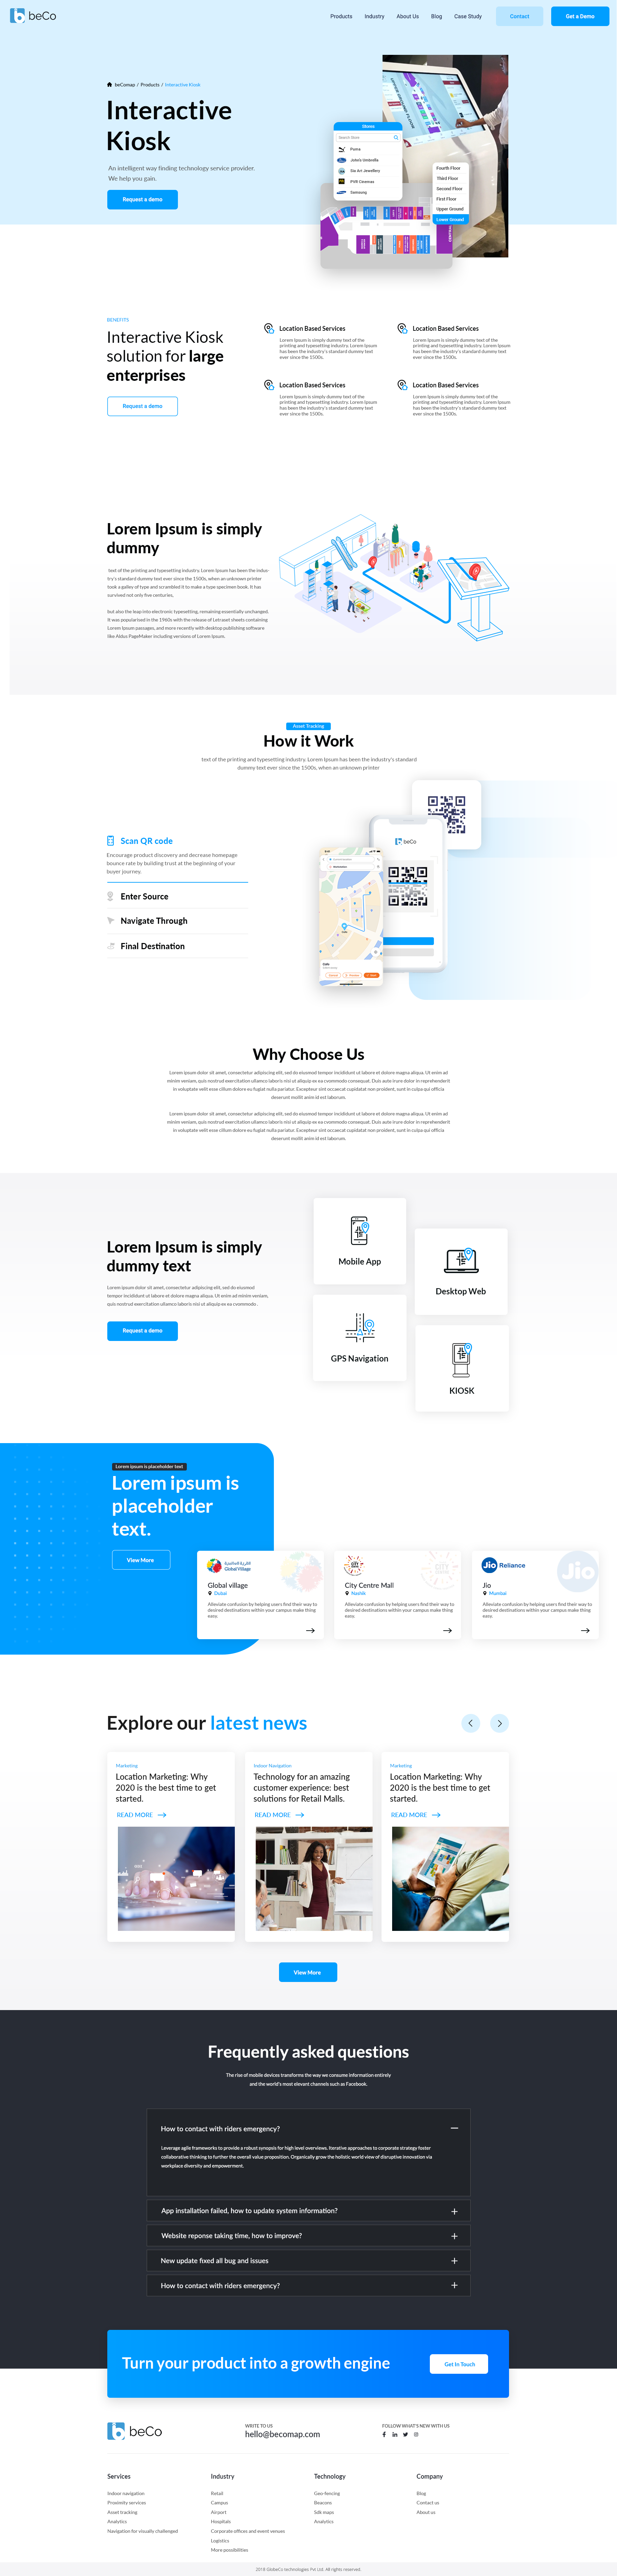 beCo
Products Industry About Us Blog Case Study Contact Get a Demo
beComap / Products / Interactive Kiosk
Interactive
Kiosk
An intelligent way finding technology service provider.
We help you gain.
Request a demo
Stores
Search Store
Puma
John's Umbrella
Sia Art Jewellery
PVR Cinemas
Samsung
Fourth Floor
Third Floor
Second Floor
First Floor
Upper Ground
Lower Ground
BENEFITS
Interactive Kiosk
solution for large
enterprises
Request a demo
Location Based Services
Lorem Ipsum is simply dummy text of the
printing and typesetting industry. Lorem Ipsum
has been the industry's standard dummy text
ever since the 1500s.
Location Based Services
Lorem Ipsum is simply dummy text of the
printing and typesetting industry. Lorem Ipsum
has been the industry's standard dummy text
ever since the 1500s.
Location Based Services
Lorem Ipsum is simply dummy text of the
printing and typesetting industry. Lorem Ipsum
has been the industry's standard dummy text
ever since the 1500s.
Location Based Services
Lorem Ipsum is simply dummy text of the
printing and typesetting industry. Lorem Ipsum
has been the industry's standard dummy text
ever since the 1500s.
Lorem Ipsum is simply
dummy
text of the printing and typesetting industry. Lorem Ipsum has been the indus-
try's standard dummy text ever since the 1500s, when an unknown printer
took a galley of type and scrambled it to make a type specimen book. It has
survived not only five centuries,
but also the leap into electronic typesetting, remaining essentially unchanged.
It was popularised in the 1960s with the release of Letraset sheets containing
Lorem Ipsum passages, and more recently with desktop publishing software
like Aldus PageMaker including versions of Lorem Ipsum.
Asset Tracking
How it Work
text of the printing and typesetting industry. Lorem Ipsum has been the industry's standard
dummy text ever since the 1500s, when an unknown printer
Scan QR code
Encourage product discovery and decrease homepage
bounce rate by building trust at the beginning of your
buyer journey.
Enter Source
Navigate Through
Final Destination
beCo
Why Choose Us
Lorem ipsum dolor sit amet, consectetur adipiscing elit, sed do eiusmod tempor incididunt ut labore et dolore magna aliqua. Ut enim ad
minim veniam, quis nostrud exercitation ullamco laboris nisi ut aliquip ex ea commodo consequat. Duis aute irure dolor in reprehenderit
in voluptate velit esse cillum dolore eu fugiat nulla pariatur. Excepteur sint occaecat cupidatat non proident, sunt in culpa qui officia
deserunt mollit anim id est laborum.
Lorem ipsum dolor sit amet, consectetur adipiscing elit, sed do eiusmod tempor incididunt ut labore et dolore magna aliqua. Ut enim ad
minim veniam, quis nostrud exercitation ullamco laboris nisi ut aliquip ex ea commodo consequat. Duis aute irure dolor in reprehenderit
in voluptate velit esse cillum dolore eu fugiat nulla pariatur. Excepteur sint occaecat cupidatat non proident, sunt in culpa qui officia
deserunt mollit anim id est laborum.
Lorem Ipsum is simply
dummy text
Lorem ipsum dolor sit amet, consectetur adipiscing elit, sed do eiusmod
tempor incididunt ut labore et dolore magna aliqua. Ut enim ad minim veniam,
quis nostrud exercitation ullamco laboris nisi ut aliquip ex ea commodo .
Request a demo
Mobile App
Desktop Web
GPS Navigation
KIOSK
Lorem ipsum is placeholder text
Lorem ipsum is
placeholder
text.
View More
القرية العالمية
Global Village
Global village
Dubai
Alleviate confusion by helping users find their way to
desired destinations within your campus make thing
easy.
CITY
City Centre Mall
Nashik
Alleviate confusion by helping users find their way to
desired destinations within your campus make thing
easy.
Jio Reliance
Jio
Jio
Mumbai
Alleviate confusion by helping users find their way to
desired destinations within your campus make thing
easy.
Explore our latest news
Marketing
Location Marketing: Why
2020 is the best time to get
started.
READ MORE
Indoor Navigation
Technology for an amazing
customer experience: best
solutions for Retail Malls.
READ MORE
Marketing
Location Marketing: Why
2020 is the best time to get
started.
READ MORE
View More
Frequently asked questions
The rise of mobile devices transforms the way we consume information entirely
and the world's most elevant channels such as Facebook.
How to contact with riders emergency?
Leverage agile frameworks to provide a robust synopsis for high level overviews. Iterative approaches to corporate strategy foster
collaborative thinking to further the overall value proposition. Organically grow the holistic world view of disruptive innovation via
workplace diversity and empowerment.
App installation failed, how to update system information?
Website reponse taking time, how to improve?
New update fixed all bug and issues
How to contact with riders emergency?
Turn your product into a growth engine
Get In Touch
beCo
WRITE TO US
hello@becomap.com
FOLLOW WHAT'S NEW WITH US
Services
Indoor navigation
Proximity services
Asset tracking
Analytics
Navigation for visually challenged
Industry
Retail
Campus
Airport
Hospitals
Corporate offices and event venues
Logistics
More possibilities
Technology
Geo-fencing
Beacons
Sdk maps
Analytics
Company
Blog
Contact us
About us
2018 GlobeCo technologies Pvt Ltd. All rights reserved.